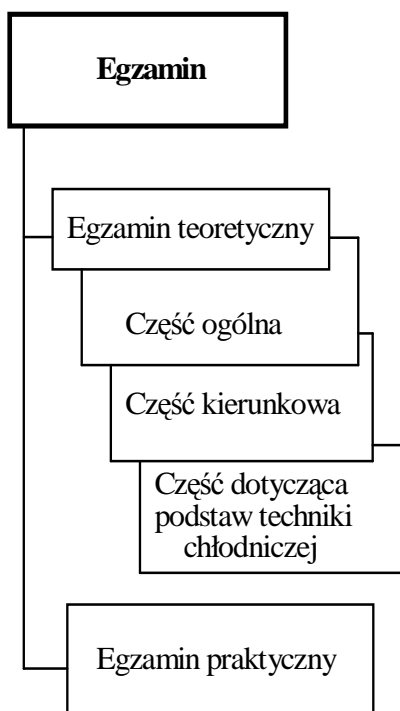 Egzamin
Egzamin teoretyczny
Część ogólna
Część kierunkowa
Część dotycząca
podstaw techniki
chłodniczej
Egzamin praktyczny